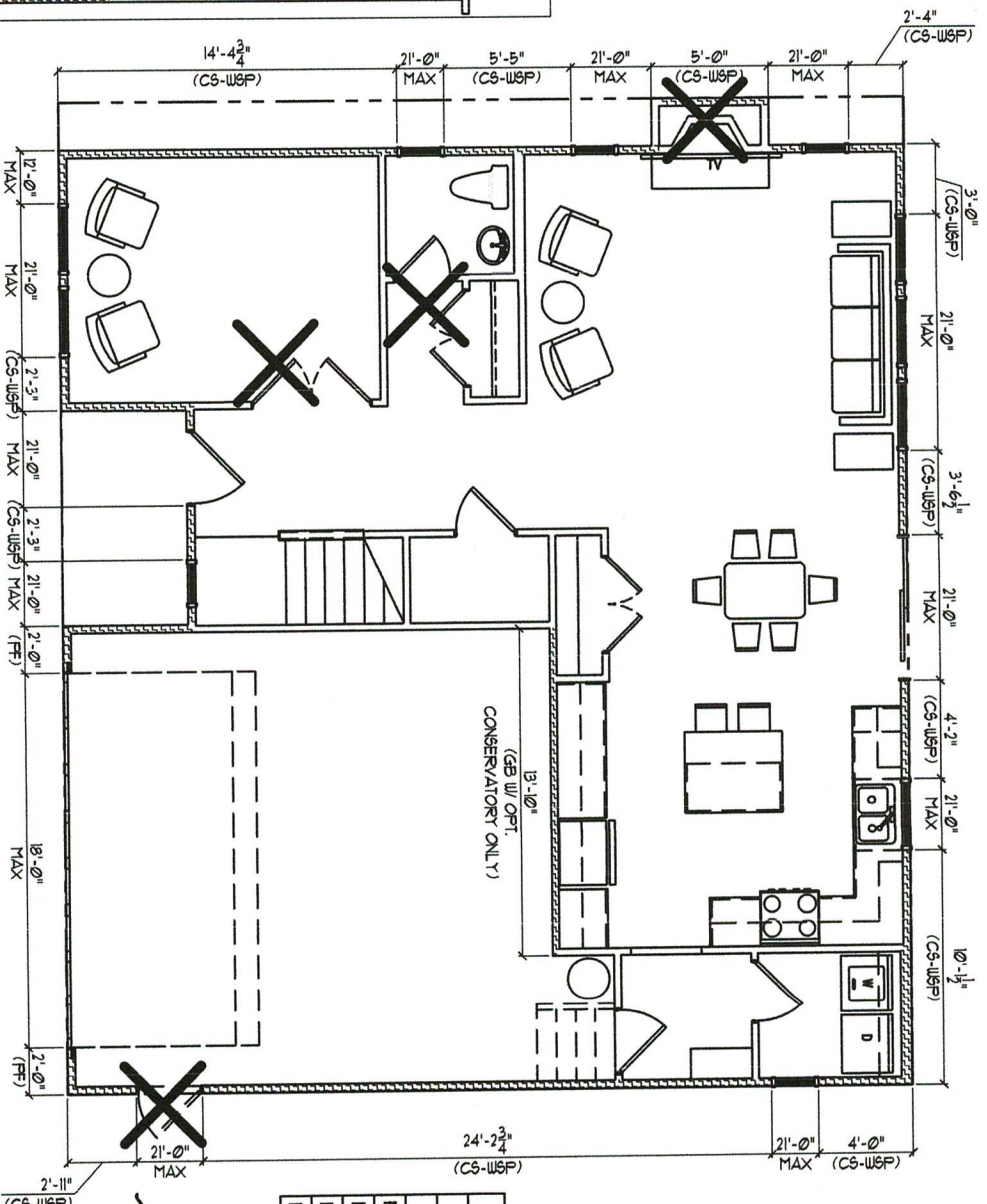 2'-4"
(CS-WSP)
14'-4 3/4"
(CS-WSP)
21'-0"
MAX
5'-5"
(CS-WSP)
21'-0"
MAX
5'-0"
(CS-WSP)
21'-0"
MAX
TV
12'-0"
MAX
21'-0"
MAX
2'-3"
(CS-WSP)
21'-0"
MAX
2'-3"
(CS-WSP)
21'-0"
MAX
2'-0"
(PF)
18'-0"
MAX
2'-0"
(PF)
3'-0"
(CS-WSP)
21'-0"
MAX
3'-6 1/2"
(CS-WSP)
21'-0"
MAX
4'-2"
(CS-WSP)
21'-0"
MAX
10'-1 1/2"
(CS-WSP)
13'-10"
(GB W/ OPT.
CONSERVATORY ONLY)
W
D
24'-2 3/4"
(CS-WSP)
21'-0"
MAX
4'-0"
(CS-WSP)
21'-0"
MAX
2'-11"
(CS-WSP)